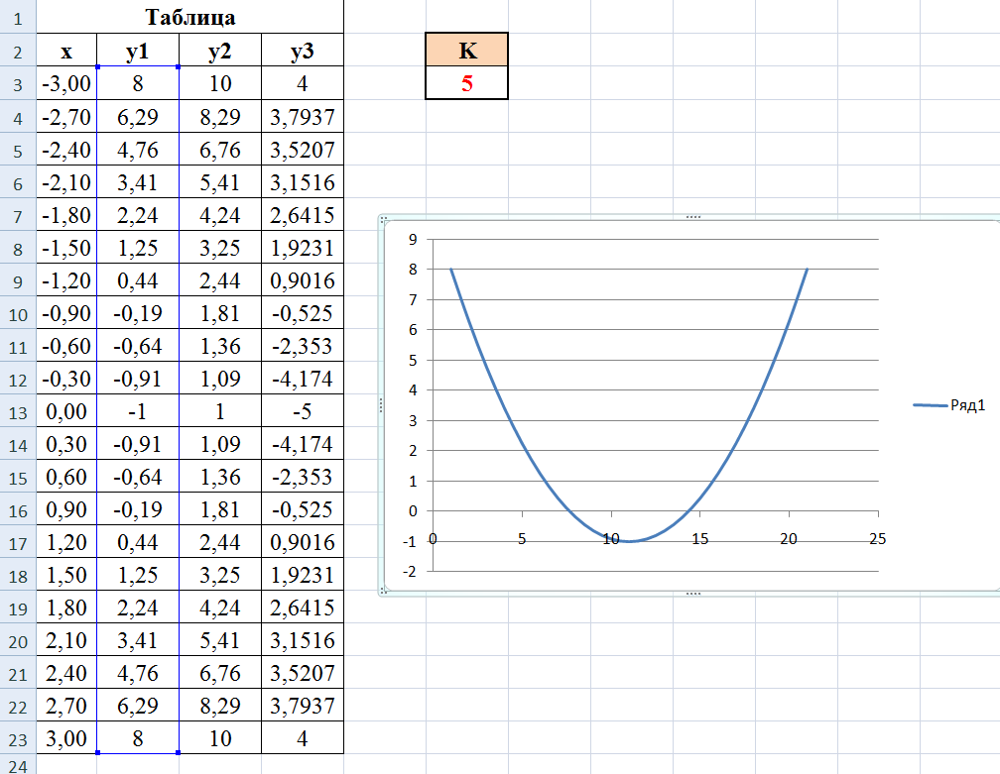 1 Таблица
2 x y1 y2 y3 K
3 -3,00 8 10 4 5
4 -2,70 6,29 8,29 3,7937
5 -2,40 4,76 6,76 3,5207
6 -2,10 3,41 5,41 3,1516
7 -1,80 2,24 4,24 2,6415
8 -1,50 1,25 3,25 1,9231
9 -1,20 0,44 2,44 0,9016
10 -0,90 -0,19 1,81 -0,525
11 -0,60 -0,64 1,36 -2,353
12 -0,30 -0,91 1,09 -4,174
13 0,00 -1 1 -5
14 0,30 -0,91 1,09 -4,174
15 0,60 -0,64 1,36 -2,353
16 0,90 -0,19 1,81 -0,525
17 1,20 0,44 2,44 0,9016
18 1,50 1,25 3,25 1,9231
19 1,80 2,24 4,24 2,6415
20 2,10 3,41 5,41 3,1516
21 2,40 4,76 6,76 3,5207
22 2,70 6,29 8,29 3,7937
23 3,00 8 10 4
24
9
8
7
6
5
4
3
2
1
0
-1
-2
0 5 10 15 20 25
Ряд1